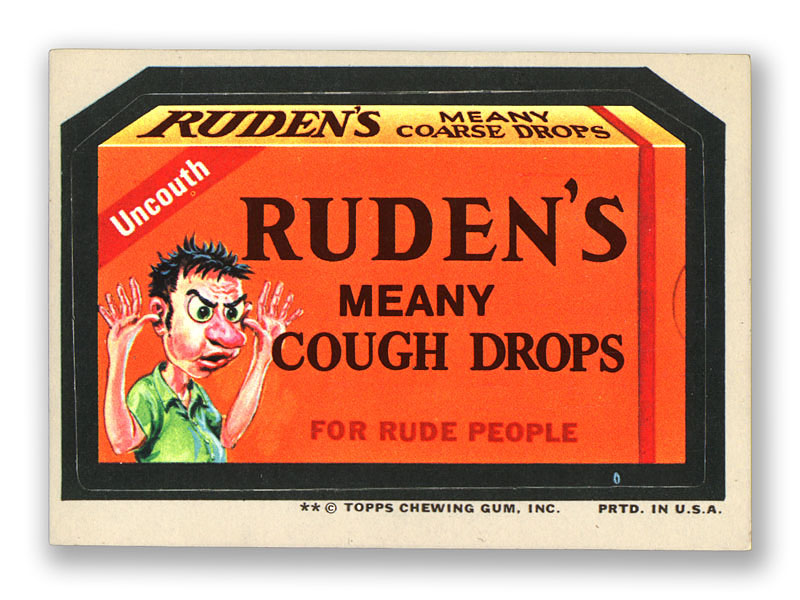 RUDEN'S
MEANY
COARSE DROPS
Uncouth
RUDEN'S
MEANY
COUGH DROPS
FOR RUDE PEOPLE
** © TOPPS CHEWING GUM, INC. PRTD. IN U.S.A.